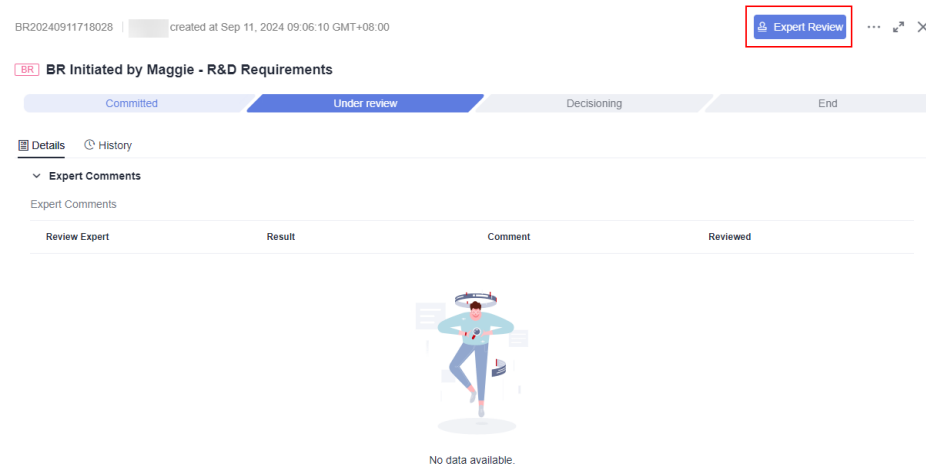 BR20240911718028 created at Sep 11, 2024 09:06:10 GMT+08:00 Expert Review
BR BR Initiated by Maggie - R&D Requirements
Committed Under review Decisioning End
Details History
Expert Comments
Expert Comments
Review Expert Result Comment Reviewed
No data available.